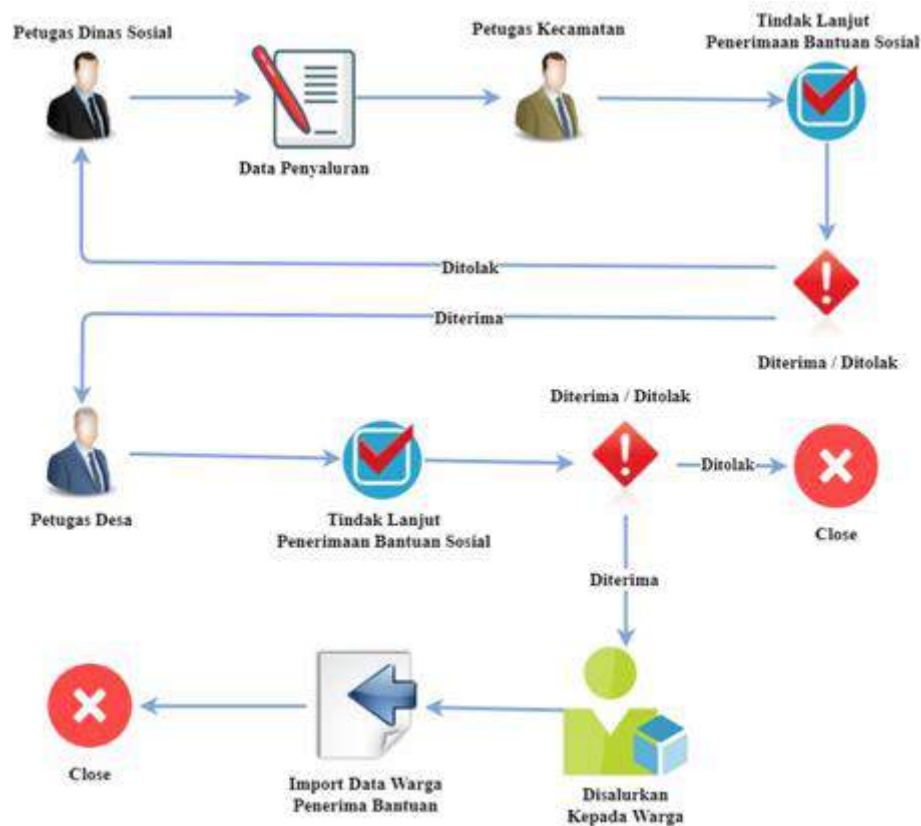 Petugas Dinas Sosial
Petugas Kecamatan
Tindak Lanjut
Penerimaan Bantuan Sosial
Data Penyaluran
Ditolak
Diterima
Diterima / Ditolak
Diterima / Ditolak
Ditolak
Petugas Desa
Tindak Lanjut
Penerimaan Bantuan Sosial
Close
Diterima
Close
Import Data Warga
Penerima Bantuan
Disalurkan
Kepada Warga